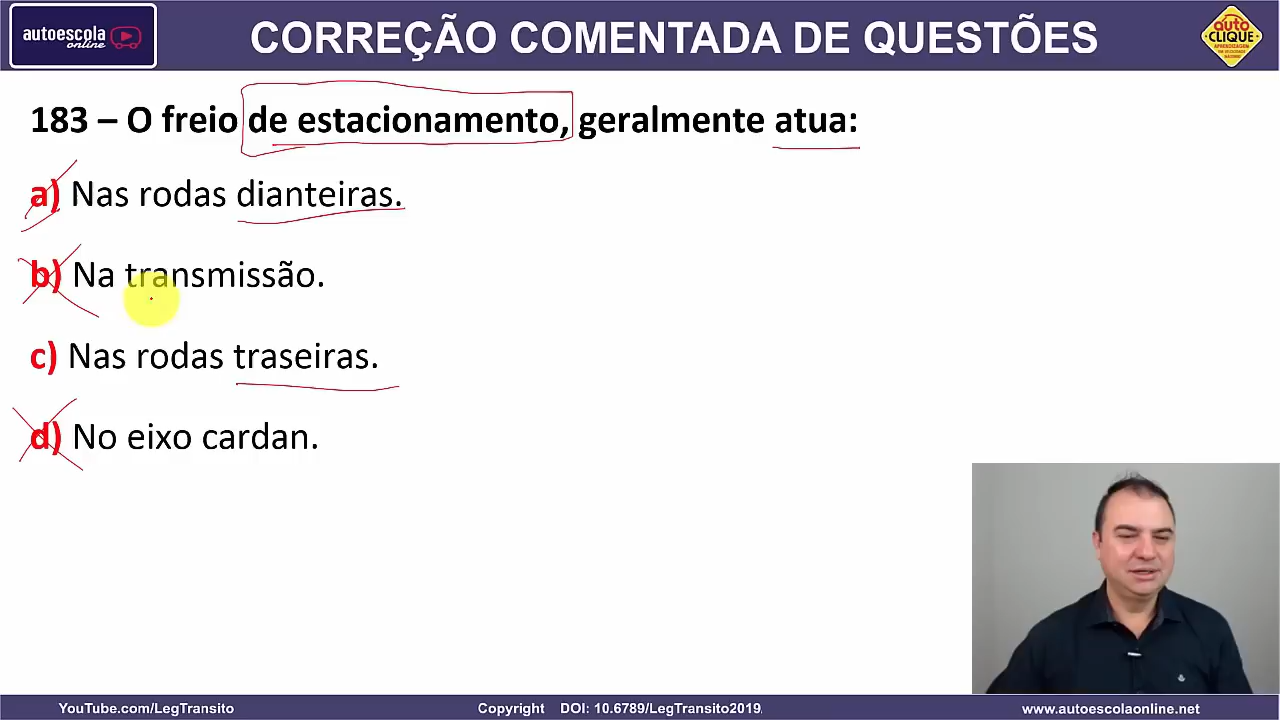 autoescola
online
CORREÇÃO COMENTADA DE QUESTÕES
auto
CLIQUE
183 – O freio de estacionamento, geralmente atua:
a) Nas rodas dianteiras.
b) Na transmissão.
c) Nas rodas traseiras.
d) No eixo cardan.
YouTube.com/LegTransito
Copyright DOI: 10.6789/LegTransito2019
www.autoescolaonline.net